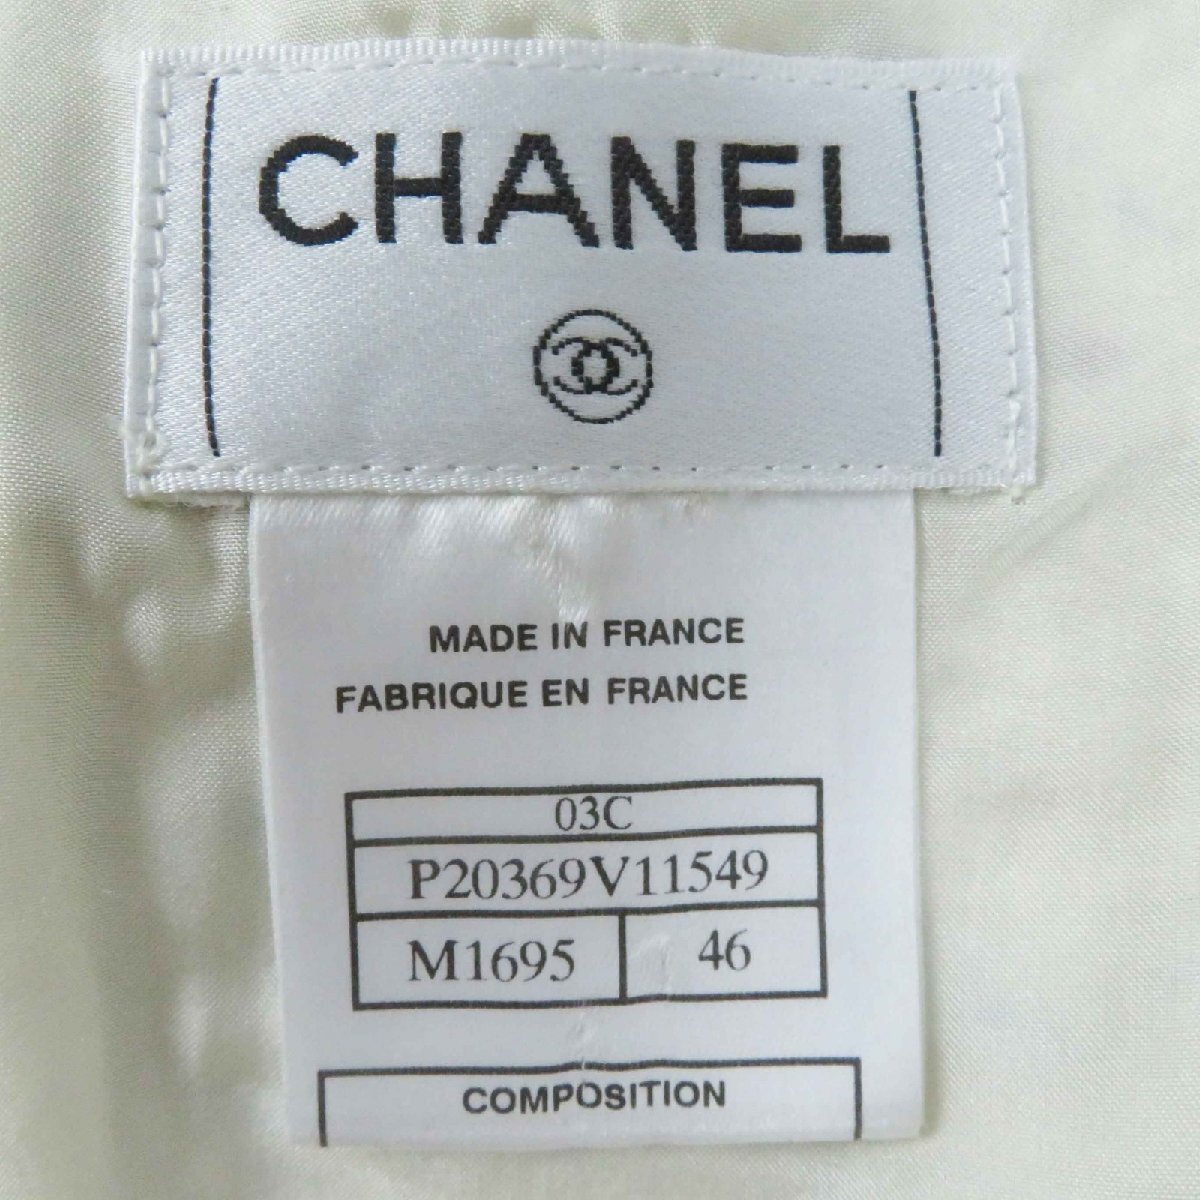 CHANEL
MADE IN FRANCE
FABRIQUE EN FRANCE
03C
P20369V11549
M1695 46
COMPOSITION